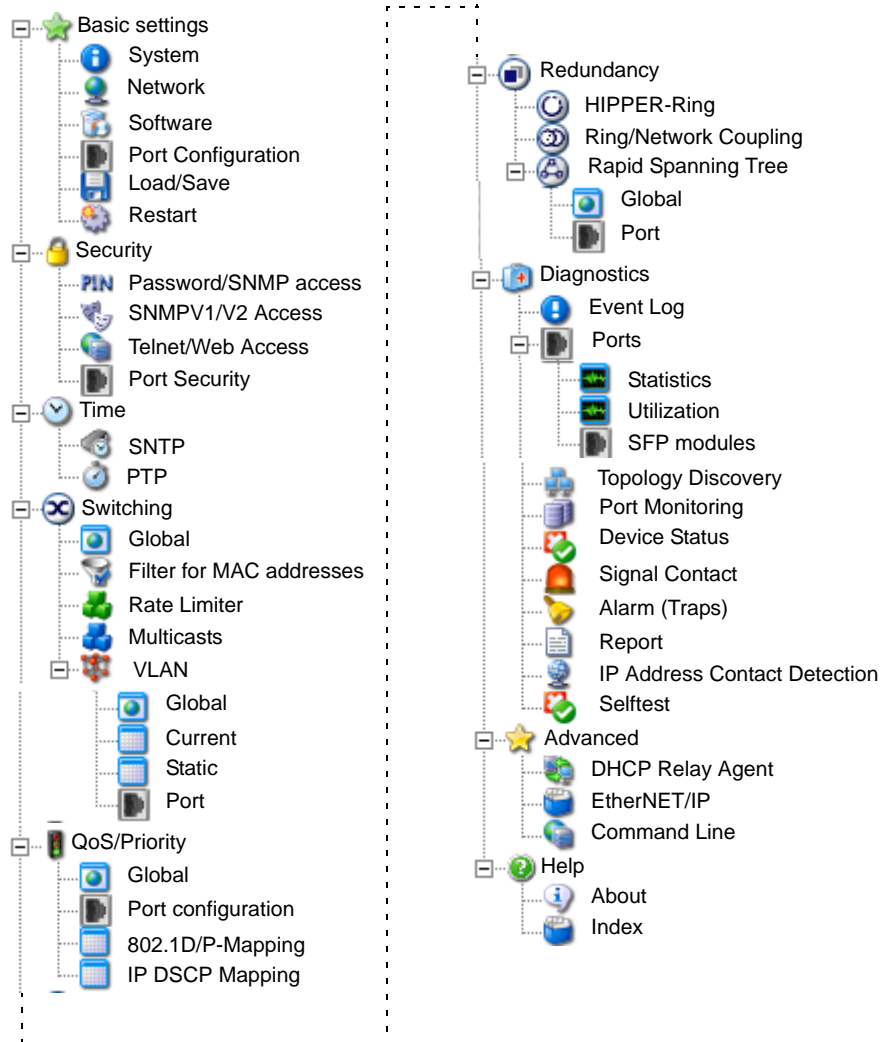 Basic settings
System
Network
Software
Port Configuration
Load/Save
Restart
Security
PIN Password/SNMP access
SNMPV1/V2 Access
Telnet/Web Access
Port Security
Time
SNTP
PTP
Switching
Global
Filter for MAC addresses
Rate Limiter
Multicasts
VLAN
Global
Current
Static
Port
QoS/Priority
Global
Port configuration
802.1D/P-Mapping
IP DSCP Mapping
Redundancy
HIPPER-Ring
Ring/Network Coupling
Rapid Spanning Tree
Global
Port
Diagnostics
Event Log
Ports
Statistics
Utilization
SFP modules
Topology Discovery
Port Monitoring
Device Status
Signal Contact
Alarm (Traps)
Report
IP Address Contact Detection
Selftest
Advanced
DHCP Relay Agent
EtherNET/IP
Command Line
Help
About
Index